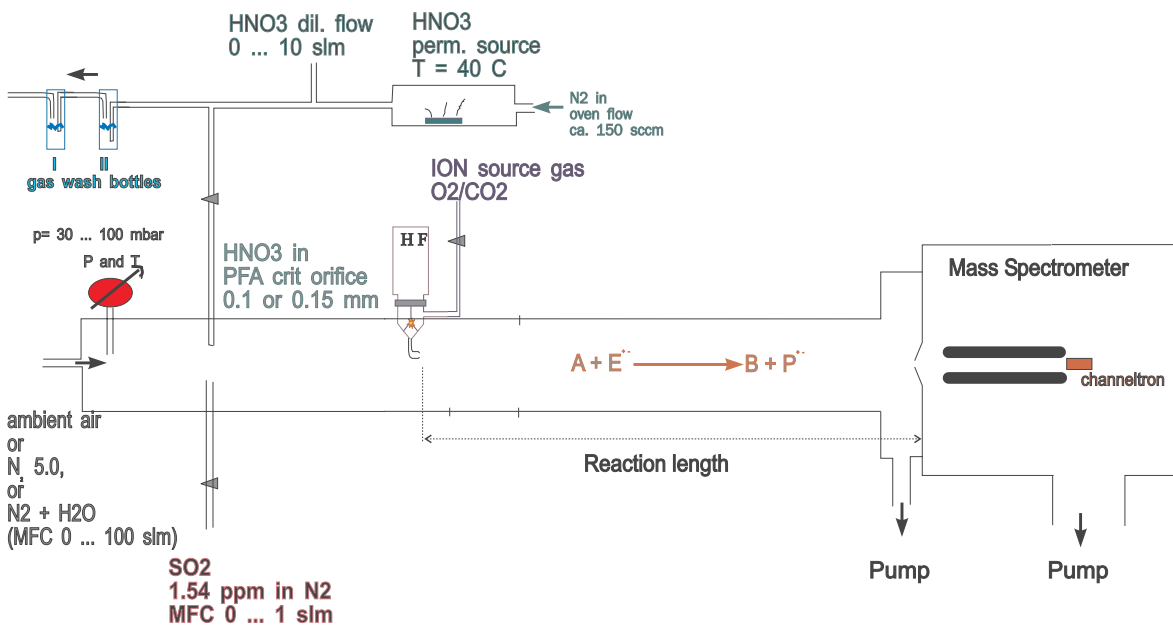 HNO3 dil. flow
0 ... 10 slm
HNO3
perm. source
T = 40 C
N2 in
oven flow
ca. 150 sccm
I II
gas wash bottles
ION source gas
O2/CO2
p= 30 ... 100 mbar
P and T
HNO3 in
PFA crit orifice
0.1 or 0.15 mm
HF
Mass Spectrometer
A + E+- B + P+-
channeltron
ambient air
or
N2 5.0,
or
N2 + H2O
(MFC 0 ... 100 slm)
Reaction length
SO2
1.54 ppm in N2
MFC 0 ... 1 slm
Pump
Pump